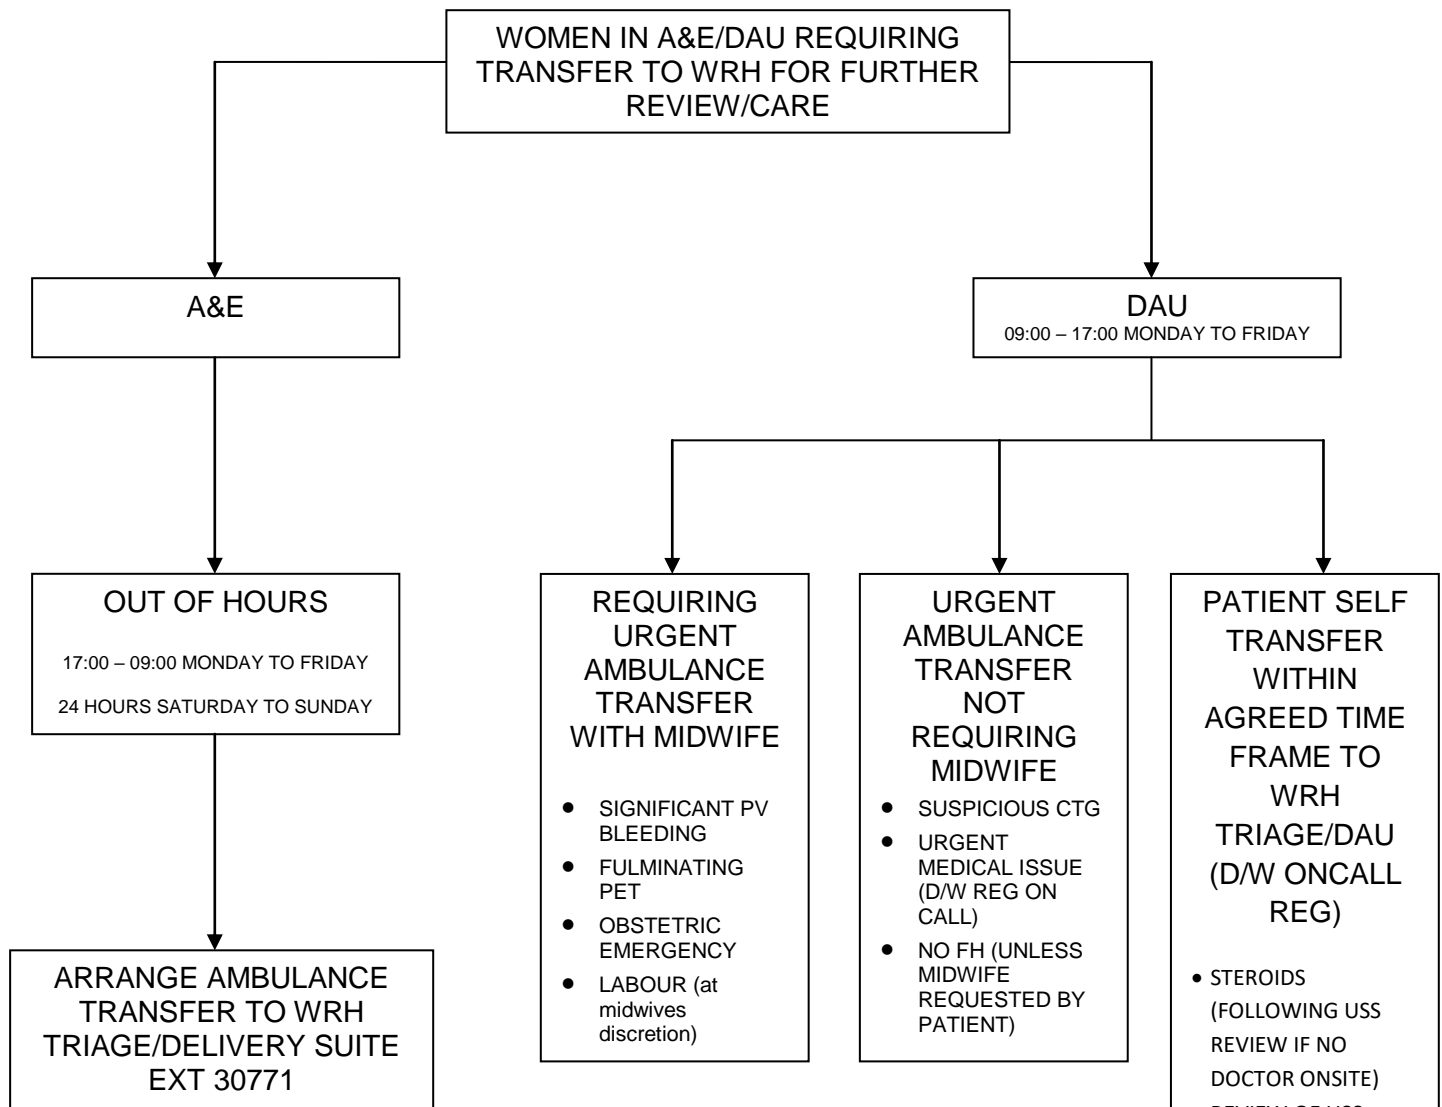 WOMEN IN A&E/DAU REQUIRING
TRANSFER TO WRH FOR FURTHER
REVIEW/CARE
A&E
DAU
09:00 – 17:00 MONDAY TO FRIDAY
OUT OF HOURS
17:00 – 09:00 MONDAY TO FRIDAY
24 HOURS SATURDAY TO SUNDAY
ARRANGE AMBULANCE
TRANSFER TO WRH
TRIAGE/DELIVERY SUITE
EXT 30771
REQUIRING
URGENT
AMBULANCE
TRANSFER
WITH MIDWIFE
• SIGNIFICANT PV
BLEEDING
• FULMINATING
PET
• OBSTETRIC
EMERGENCY
• LABOUR (at
midwives
discretion)
URGENT
AMBULANCE
TRANSFER
NOT
REQUIRING
MIDWIFE
• SUSPICIOUS CTG
• URGENT
MEDICAL ISSUE
(D/W REG ON
CALL)
• NO FH (UNLESS
MIDWIFE
REQUESTED BY
PATIENT)
PATIENT SELF
TRANSFER
WITHIN
AGREED TIME
FRAME TO
WRH
TRIAGE/DAU
(D/W ONCALL
REG)
• STEROIDS
(FOLLOWING USS
REVIEW IF NO
DOCTOR ONSITE)